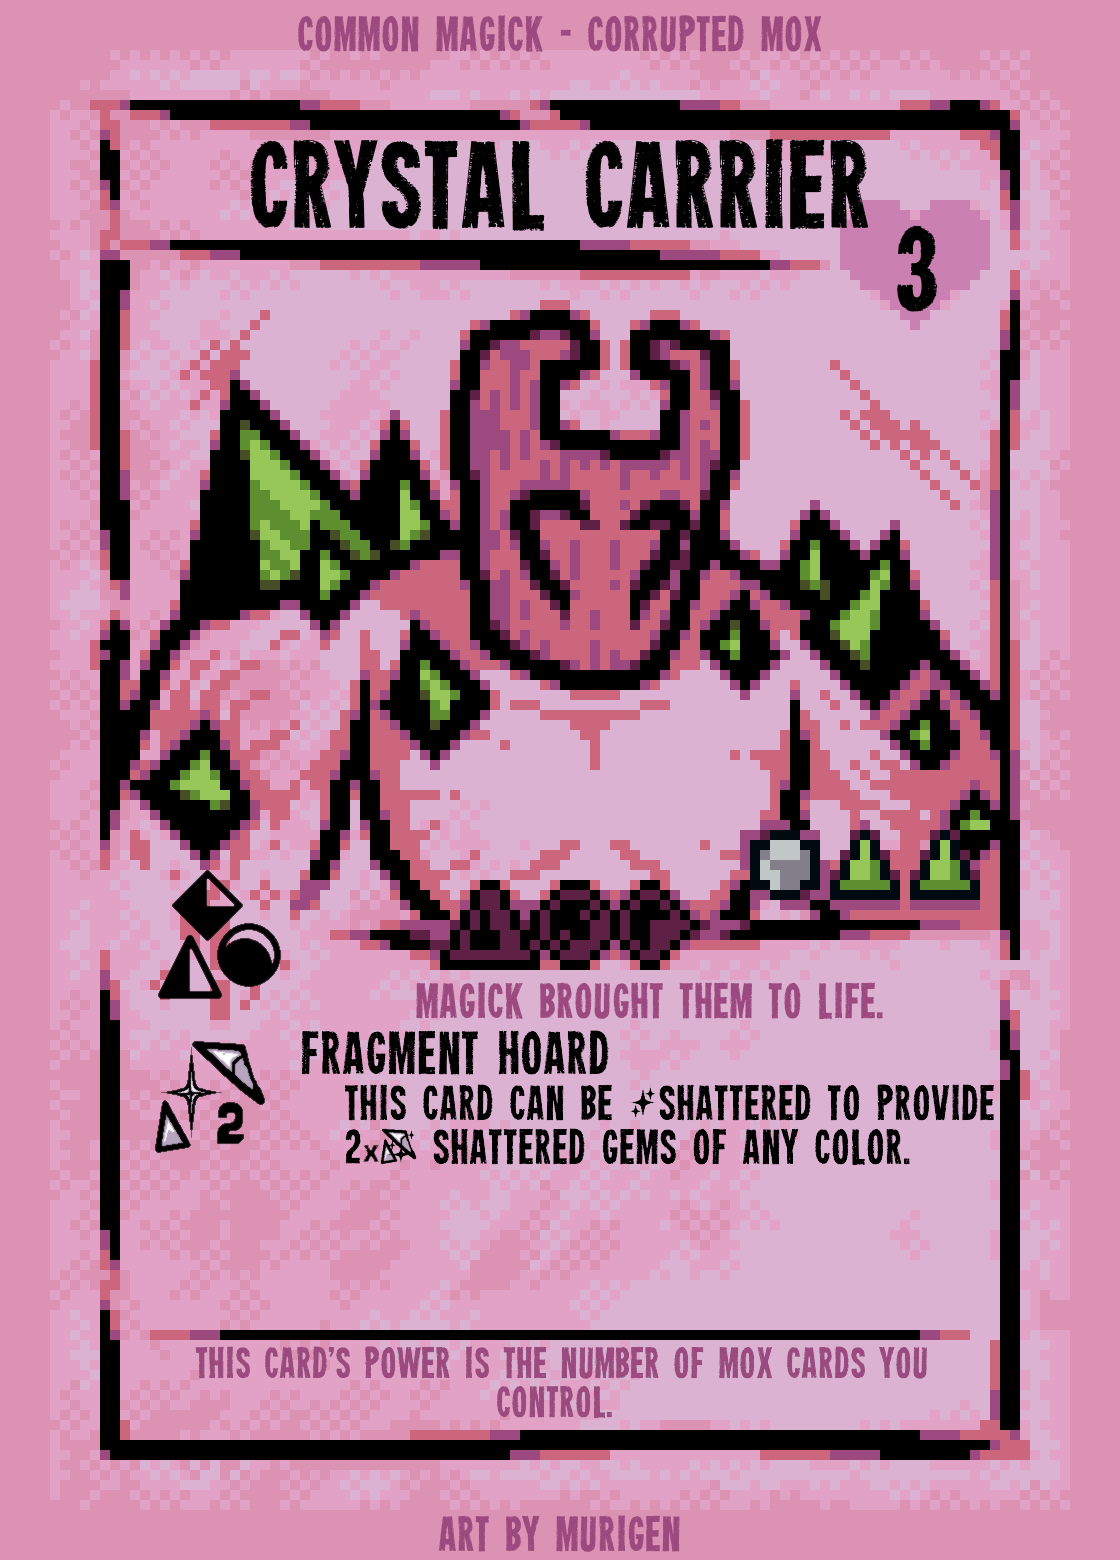 COMMON MAGICK - CORRUPTED MOX
CRYSTAL CARRIER
3
MAGICK BROUGHT THEM TO LIFE.
FRAGMENT HOARD
2
THIS CARD CAN BE SHATTERED TO PROVIDE
2x SHATTERED GEMS OF ANY COLOR.
THIS CARD'S POWER IS THE NUMBER OF MOX CARDS YOU
CONTROL.
ART BY MURIGEN